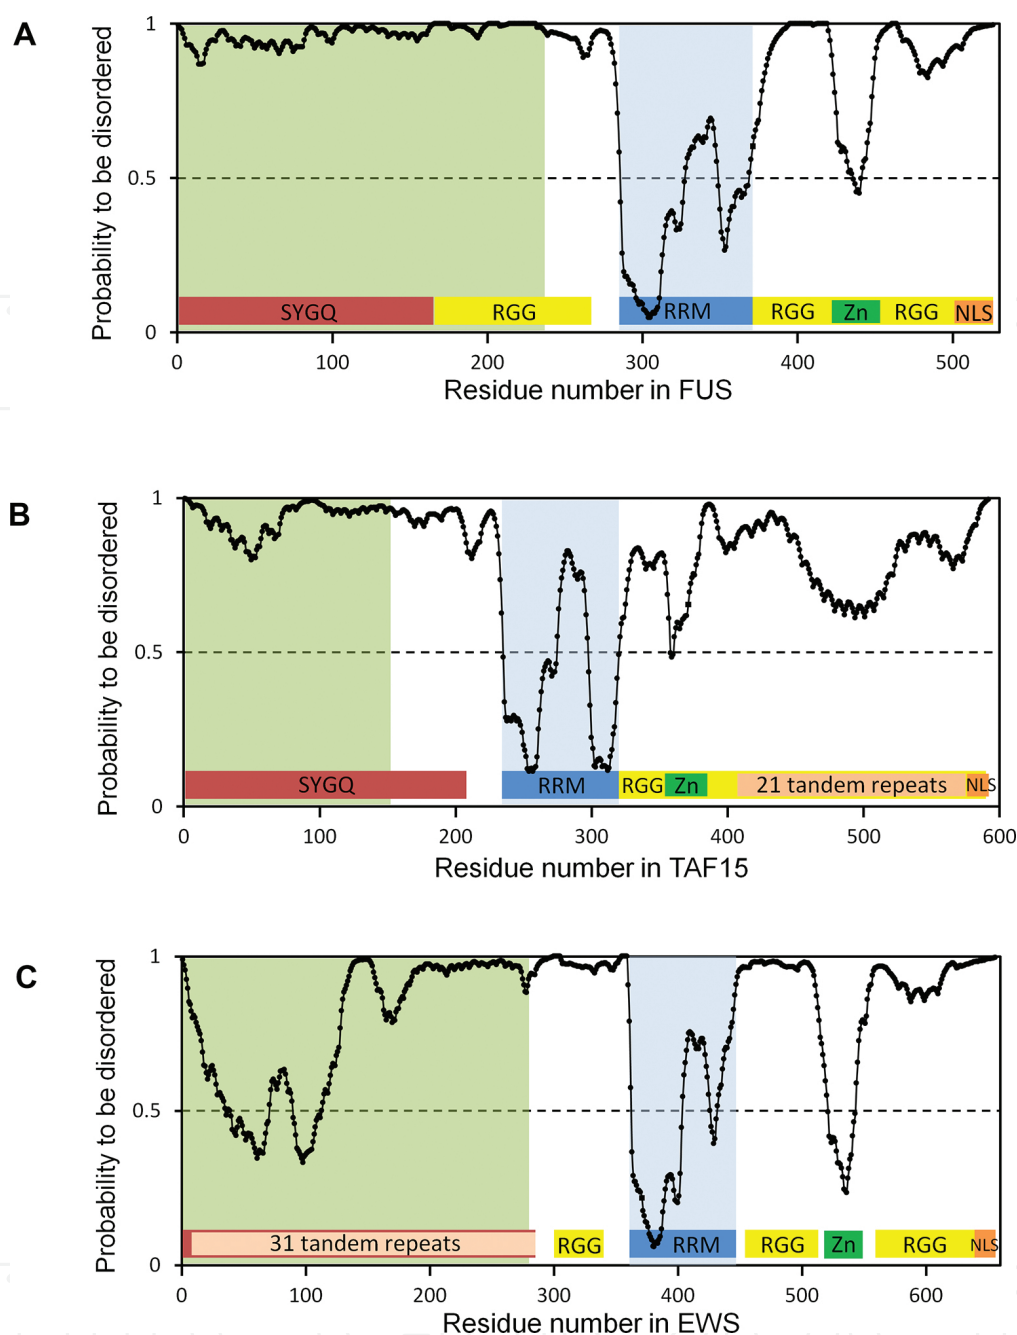 A
Probability to be disordered
1
0.5
0
SYGQ RGG RRM RGG Zn RGG NLS
0 100 200 300 400 500
Residue number in FUS
B
Probability to be disordered
1
0.5
0
SYGQ RRM RGG Zn 21 tandem repeats NLS
0 100 200 300 400 500 600
Residue number in TAF15
C
Probability to be disordered
1
0.5
0
31 tandem repeats RGG RRM RGG Zn RGG NLS
0 100 200 300 400 500 600
Residue number in EWS